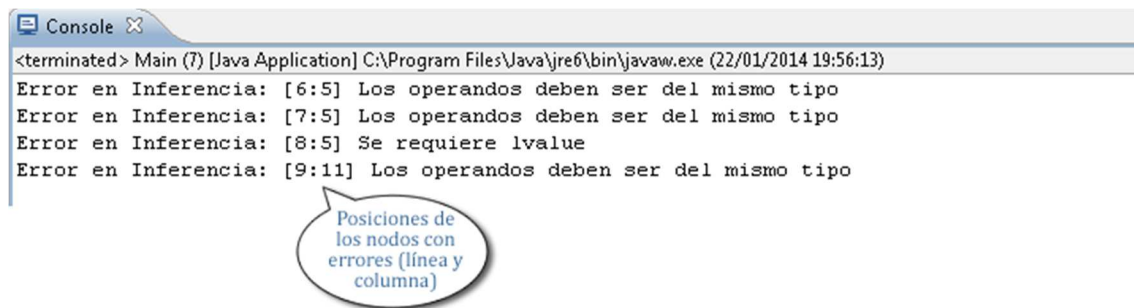 Console
<terminated> Main (7) [Java Application] C:\Program Files\Java\jre6\bin\javaw.exe (22/01/2014 19:56:13)
Error en Inferencia: [6:5] Los operandos deben ser del mismo tipo
Error en Inferencia: [7:5] Los operandos deben ser del mismo tipo
Error en Inferencia: [8:5] Se requiere lvalue
Error en Inferencia: [9:11] Los operandos deben ser del mismo tipo
Posiciones de
los nodos con
errores (línea y
columna)